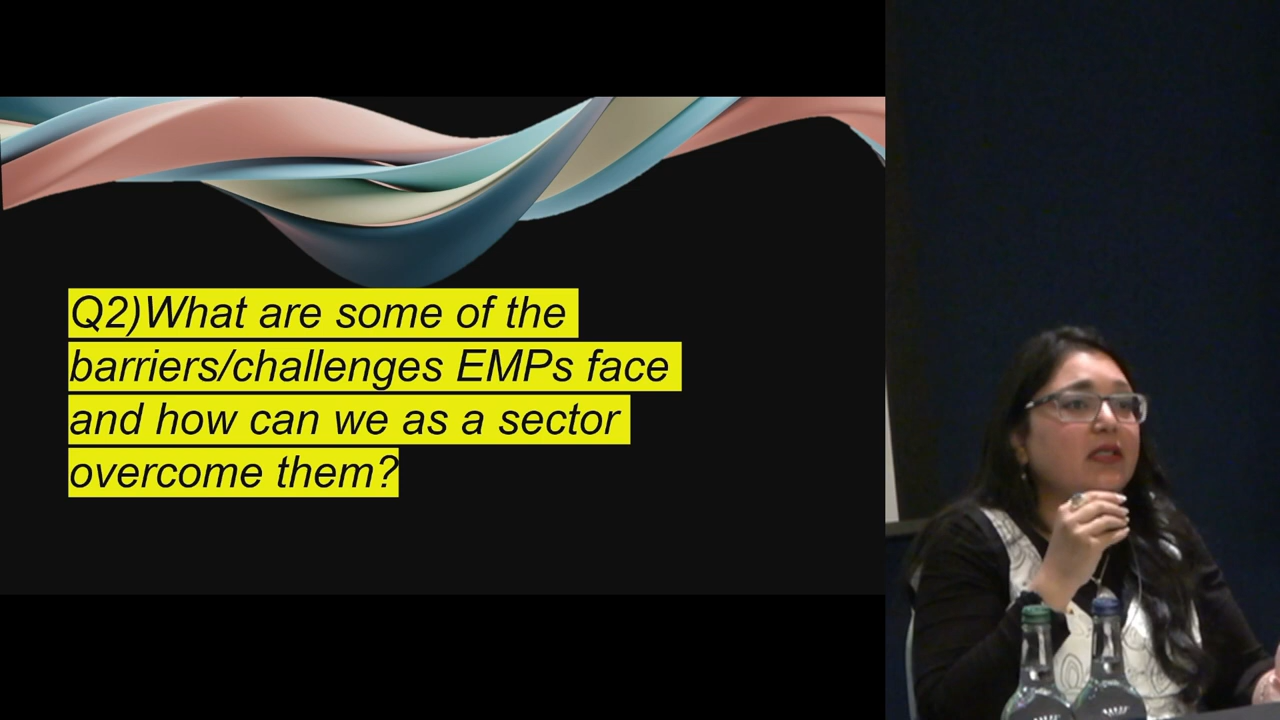 Q2)What are some of the
barriers/challenges EMPs face
and how can we as a sector
overcome them?